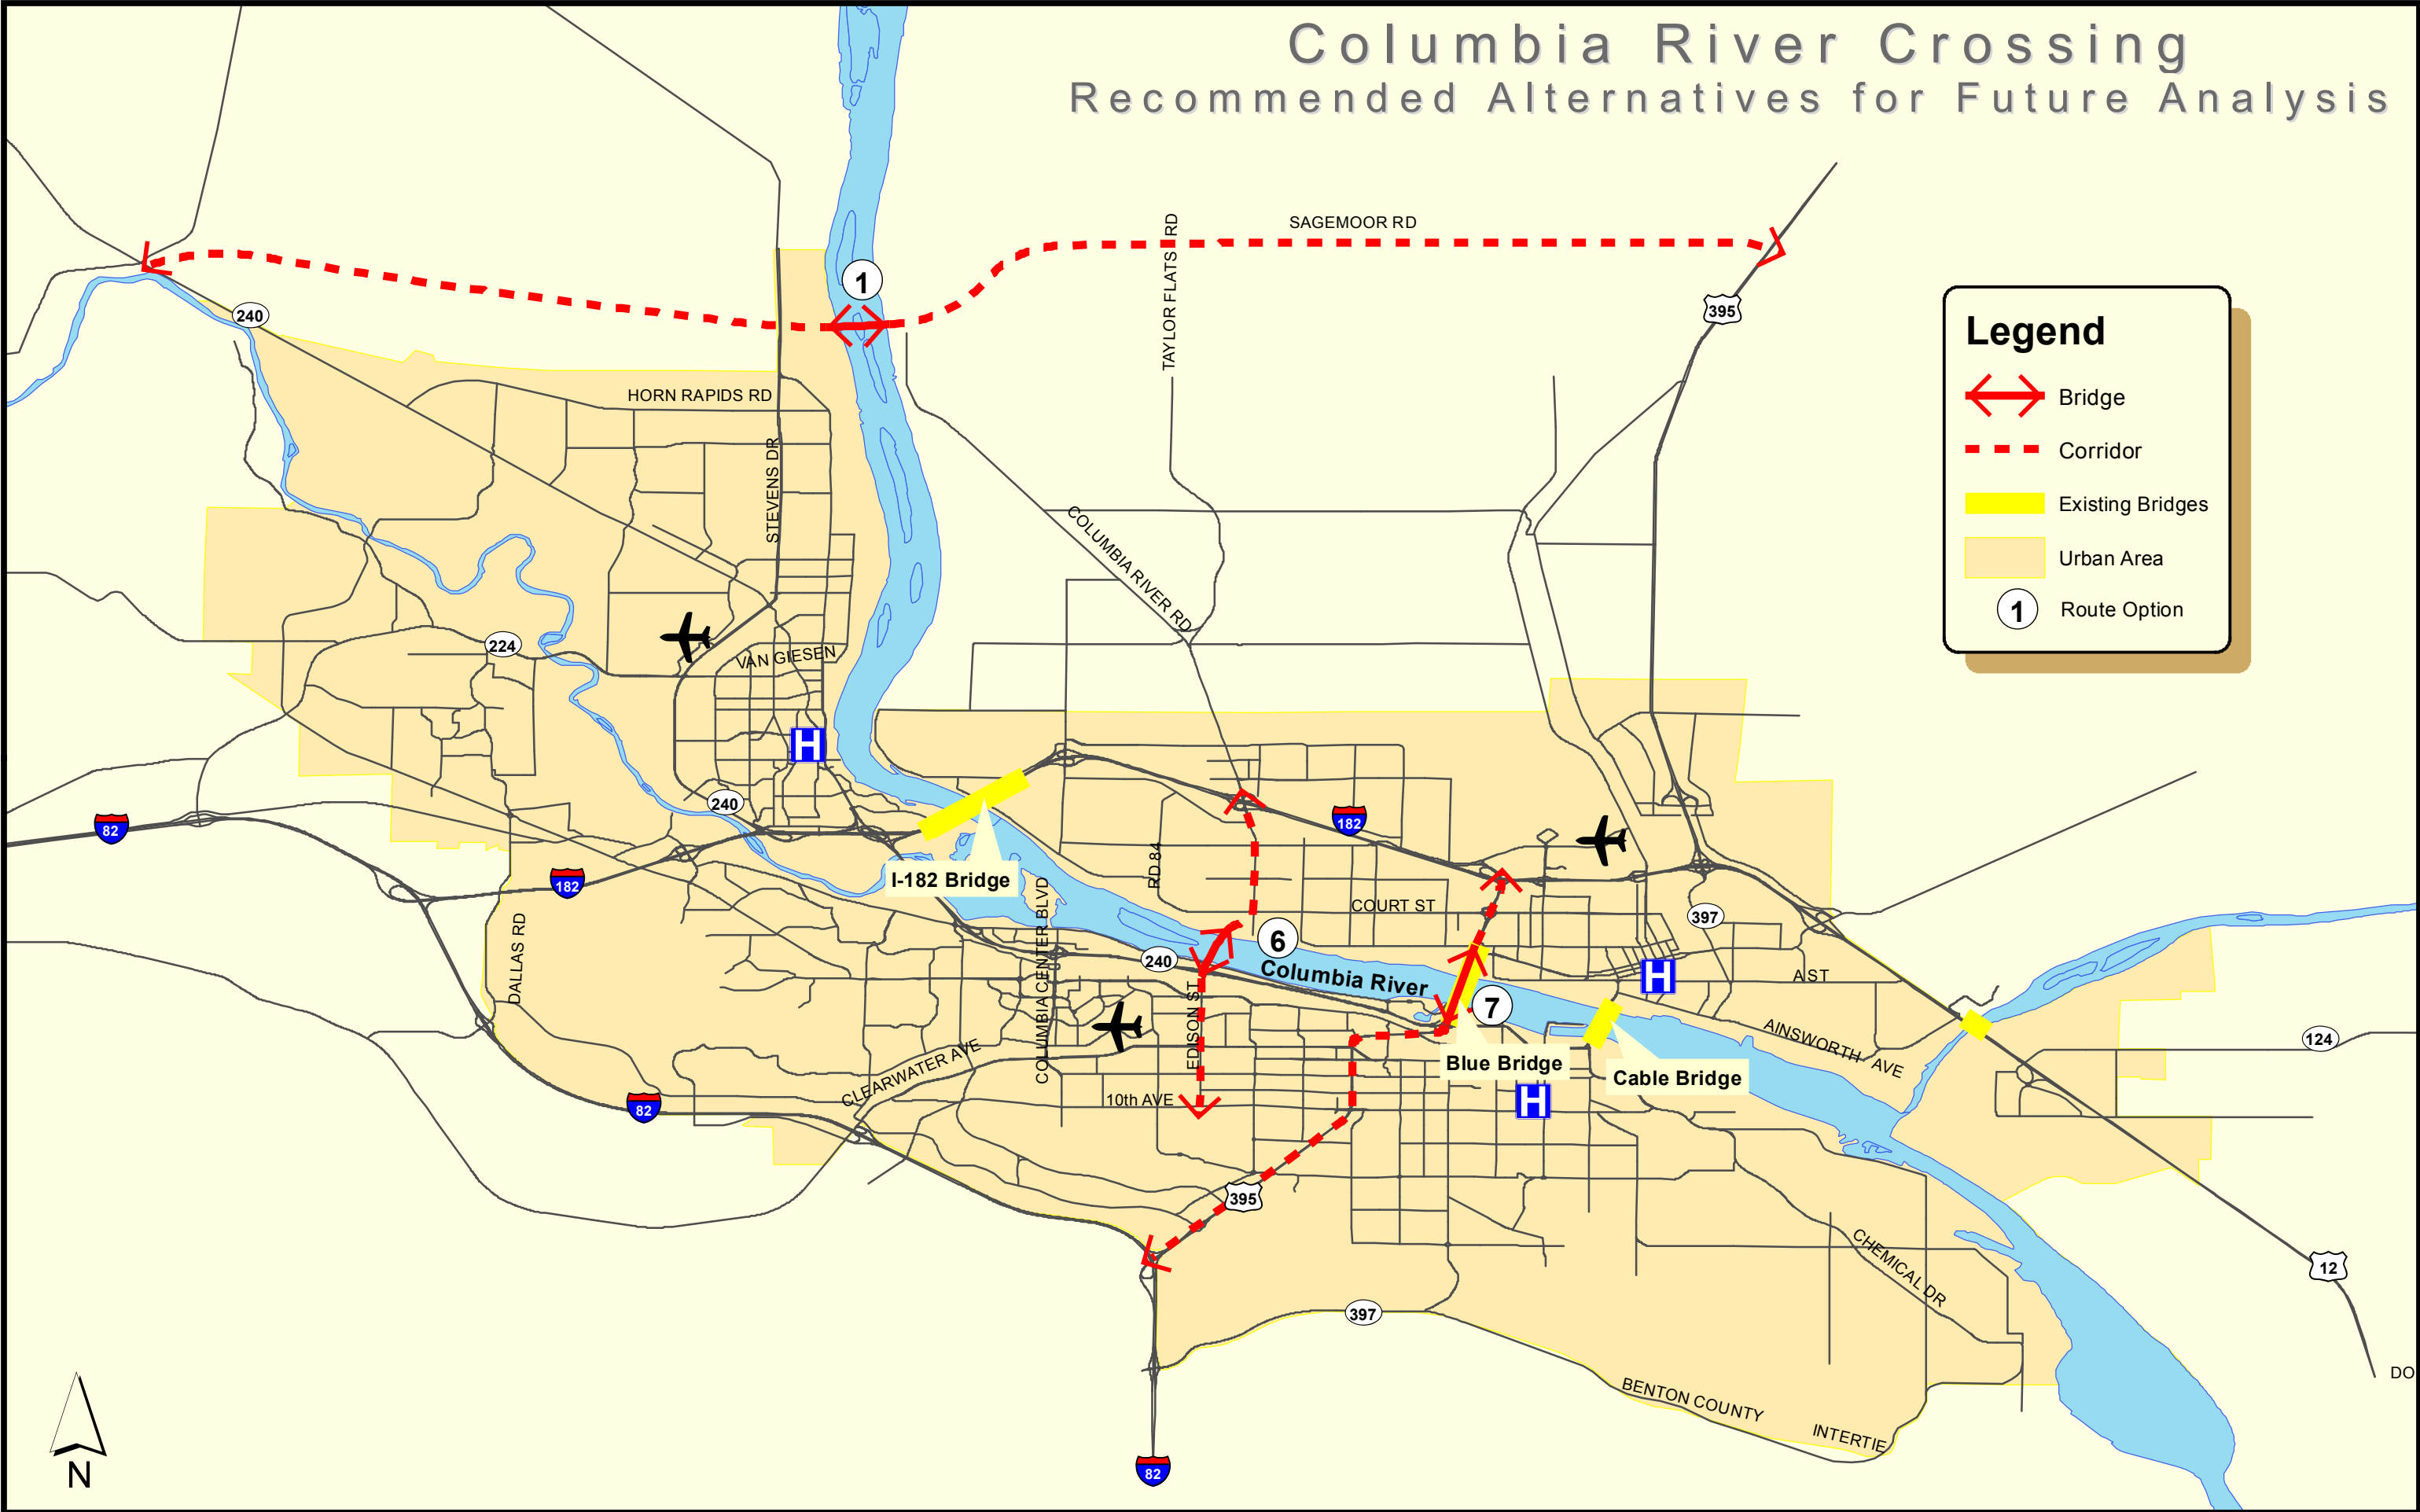 Columbia River Crossing
Recommended Alternatives for Future Analysis
SAGEMOOR RD
TAYLOR FLATS RD
1
395
240
Legend
Bridge
Corridor
Existing Bridges
Urban Area
1 Route Option
HORN RAPIDS RD
STEVENS DR
COLUMBIA RIVER RD
224
VAN GIESEN
H
240
82
182
182
I-182 Bridge
RD 84
COURT ST
397
DALLAS RD
COLUMBIA CENTER BLVD
240
6
Columbia River
H
A ST
7
EDISON ST
AINSWORTH AVE
124
CLEARWATER AVE
Blue Bridge
Cable Bridge
82
10th AVE
H
395
CHEMICAL DR
12
397
BENTON COUNTY
INTERTIE
DO
N
82